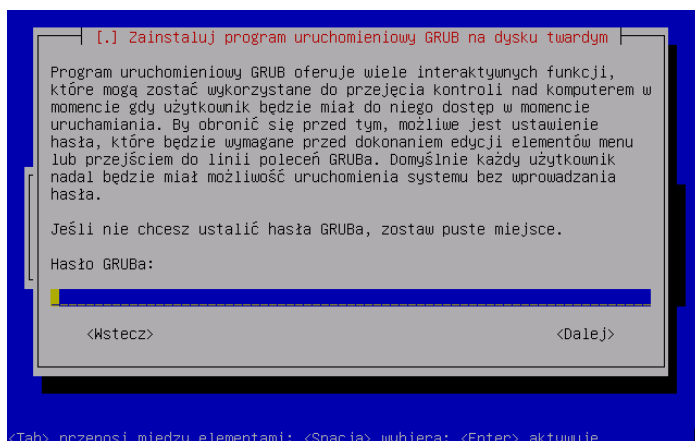 [.] Zainstaluj program uruchomieniowy GRUB na dysku twardym
Program uruchomieniowy GRUB oferuje wiele interaktywnych funkcji,
które mogą zostać wykorzystane do przejęcia kontroli nad komputerem w
momencie gdy użytkownik będzie miał do niego dostęp w momencie
uruchamiania. By obronić się przed tym, możliwe jest ustawienie
hasła, które będzie wymagane przed dokonaniem edycji elementów menu
lub przejściem do linii poleceń GRUBa. Domyślnie każdy użytkownik
nadal będzie miał możliwość uruchomienia systemu bez wprowadzania
hasła.
Jeśli nie chcesz ustalić hasła GRUBa, zostaw puste miejsce.
Hasło GRUBa:
<Wstecz> <Dalej>
<Tab> przenosi między elementami; <Spacja> wybiera; <Enter> aktywuje